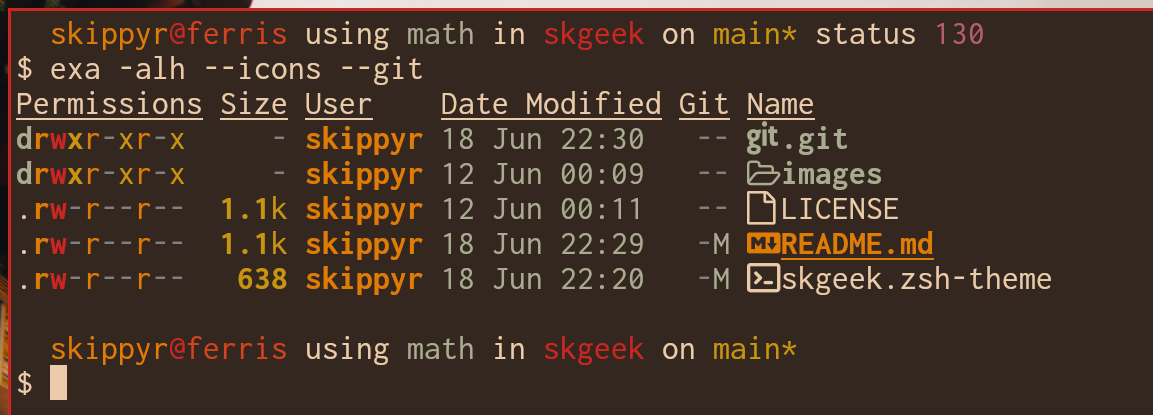 skippyr@ferris using math in skgeek on main* status 130
$ exa -alh --icons --git
Permissions Size User Date Modified Git Name
drwxr-xr-x - skippyr 18 Jun 22:30 -- git .git
drwxr-xr-x - skippyr 12 Jun 00:09 -- images
.rw-r--r-- 1.1k skippyr 12 Jun 00:11 -- LICENSE
.rw-r--r-- 1.1k skippyr 18 Jun 22:29 -M README.md
.rw-r--r-- 638 skippyr 18 Jun 22:20 -M skgeek.zsh-theme
skippyr@ferris using math in skgeek on main*
$